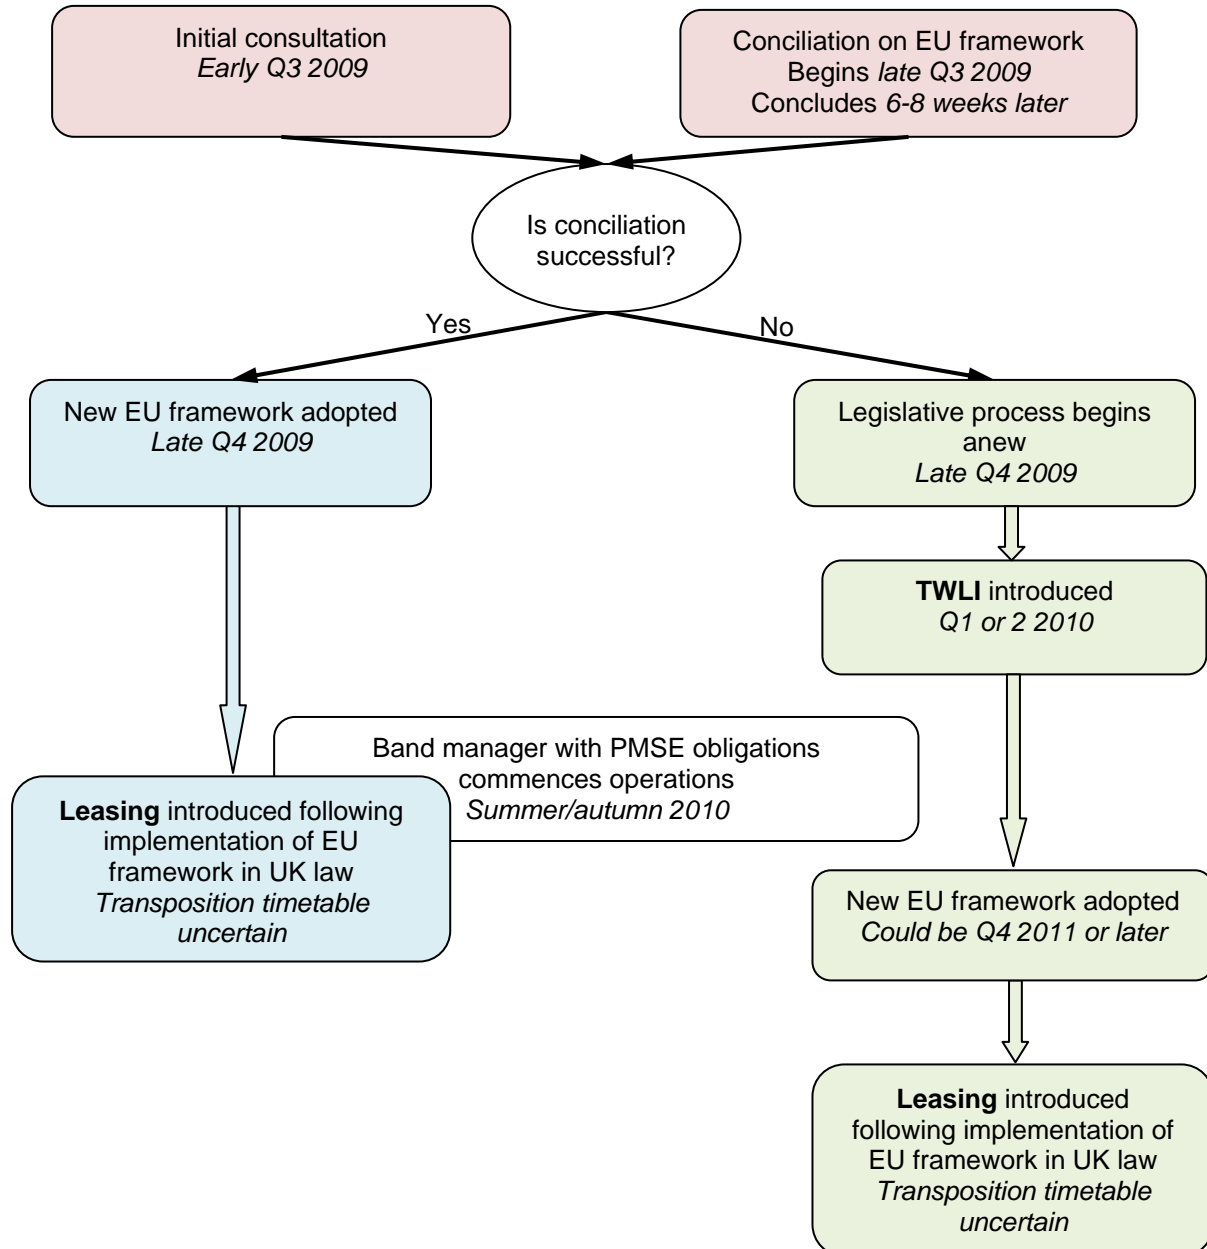 Initial consultation
Early Q3 2009
Conciliation on EU framework
Begins late Q3 2009
Concludes 6-8 weeks later
Is conciliation
successful?
Yes
No
New EU framework adopted
Late Q4 2009
Legislative process begins
anew
Late Q4 2009
TWLI introduced
Q1 or 2 2010
Band manager with PMSE obligations
commences operations
Summer/autumn 2010
Leasing introduced following
implementation of EU
framework in UK law
Transposition timetable
uncertain
New EU framework adopted
Could be Q4 2011 or later
Leasing introduced
following implementation of
EU framework in UK law
Transposition timetable
uncertain